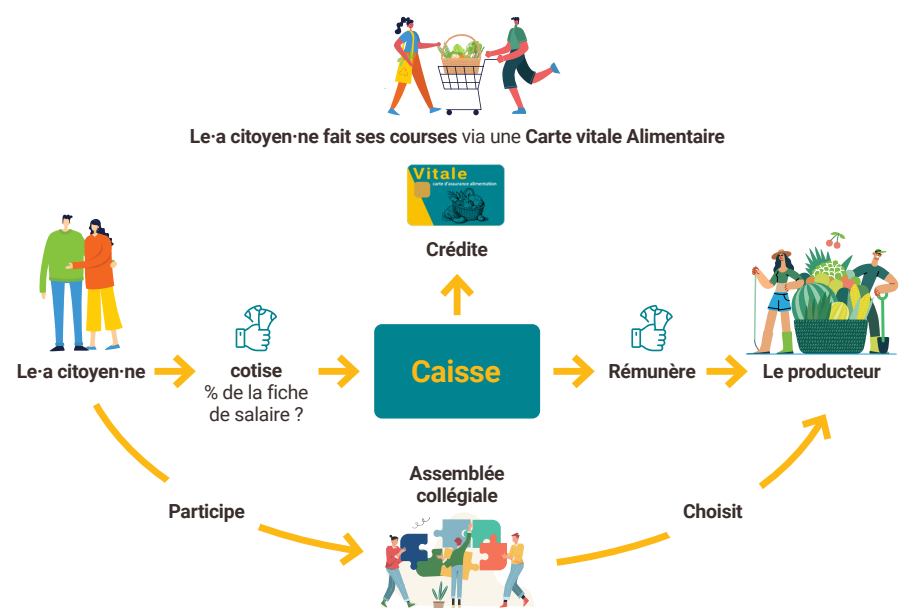 Le·a citoyen·ne fait ses courses via une Carte vitale Alimentaire
Vitale
carte d'assurance alimentation
Crédite
Le·a citoyen·ne
cotise
% de la fiche
de salaire ?
Caisse
Rémunère
Le producteur
Assemblée
collégiale
Participe
Choisit